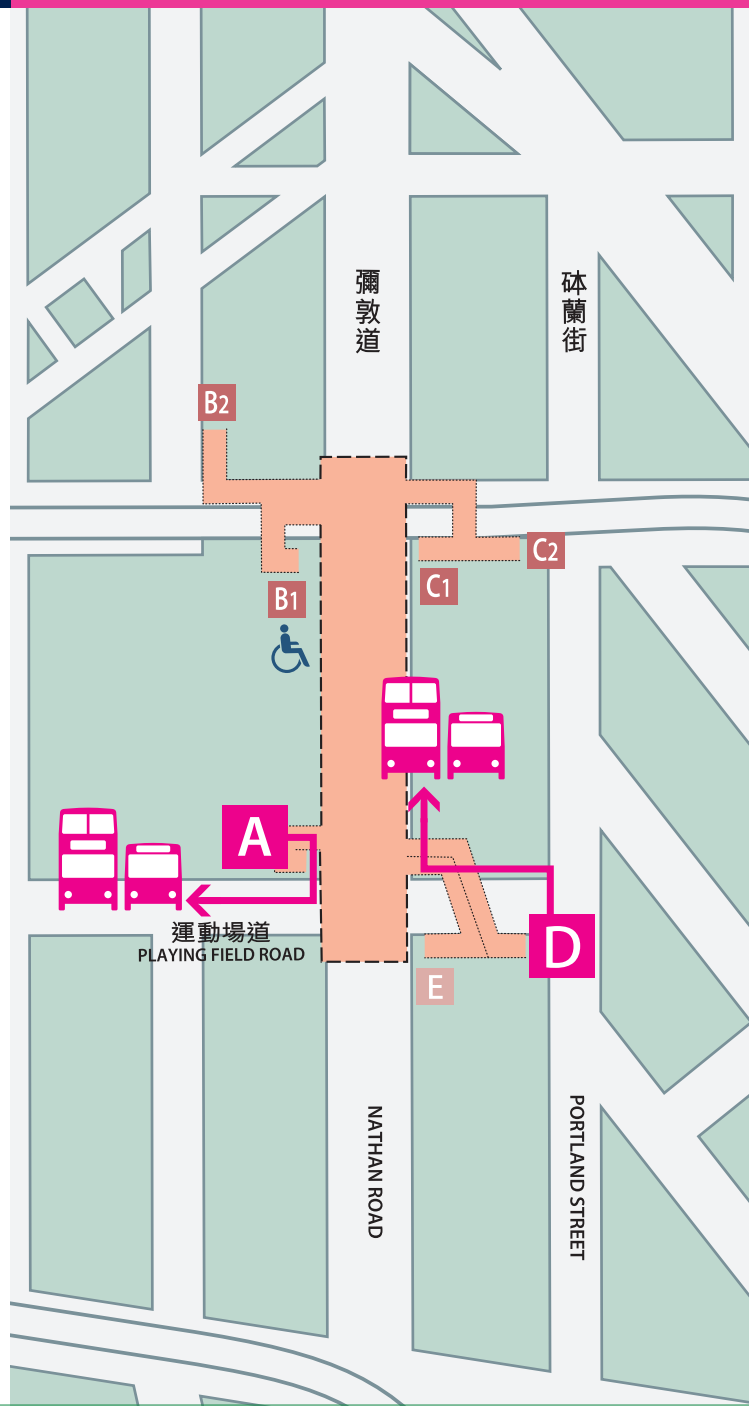 彌敦道
砵蘭街
B2
C2
B1
C1
A
運動場道
PLAYING FIELD ROAD
D
E
NATHAN ROAD
PORTLAND STREET